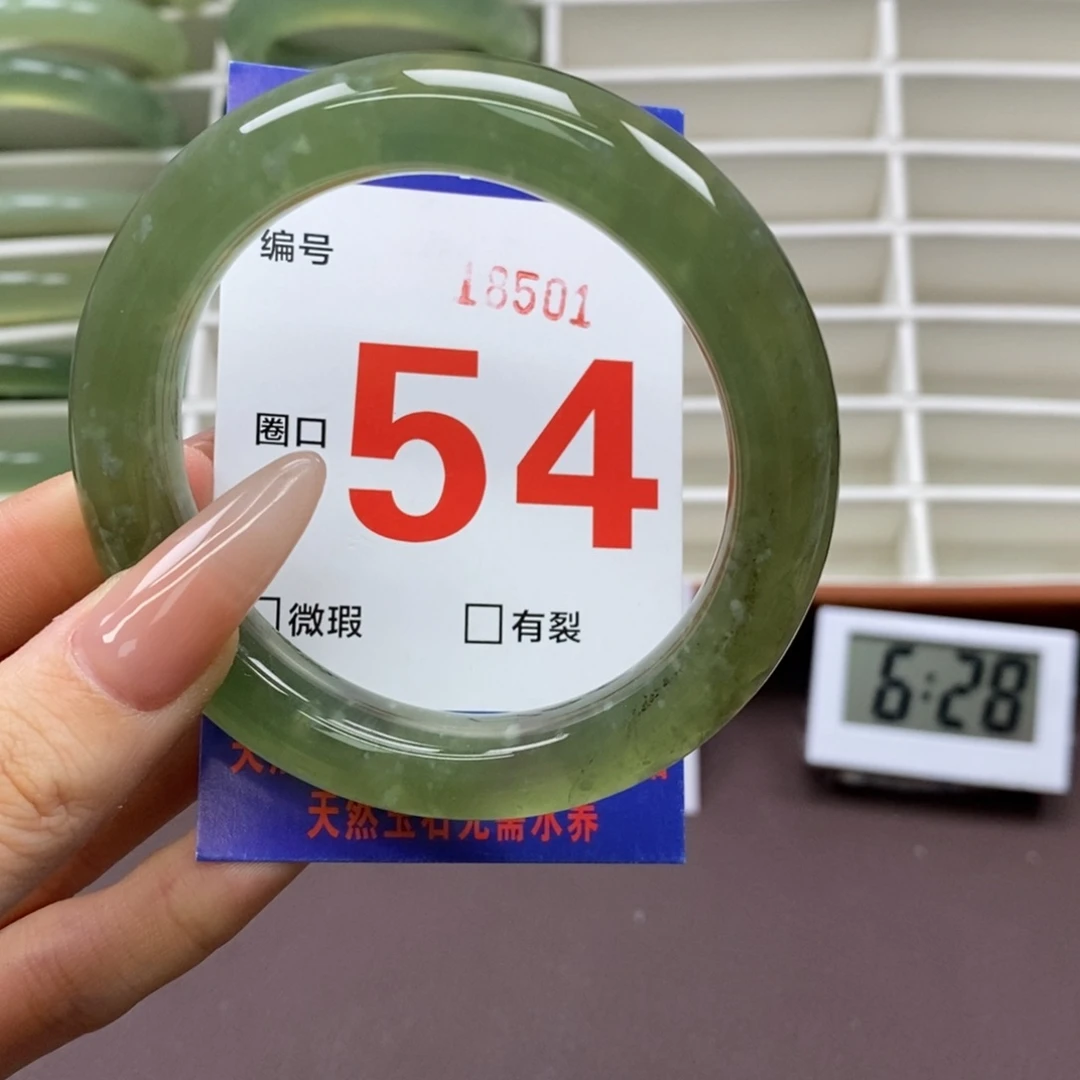 编号
18501
圈口
54
微瑕
有裂
天然玉石无需水养
6:28